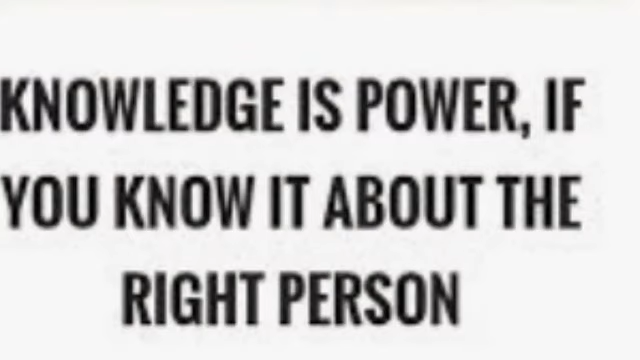 KNOWLEDGE IS POWER, IF
YOU KNOW IT ABOUT THE
RIGHT PERSON